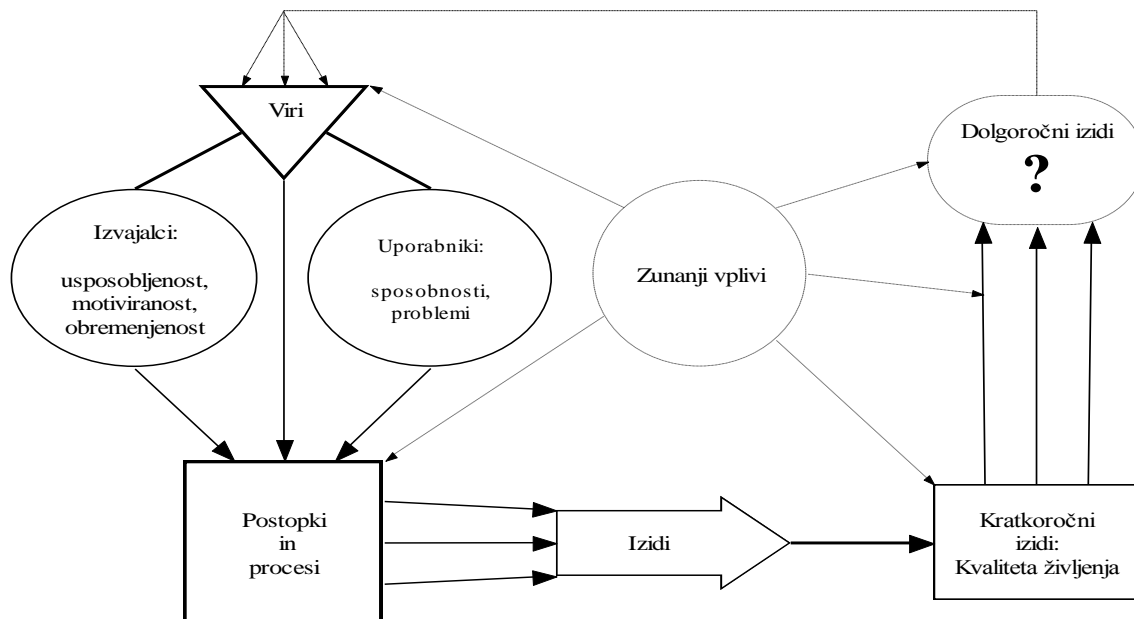 Viri
Dolgoročni izidi
?
Izvajalci:
usposobljenost,
motiviranost,
obremenjenost
Uporabniki:
sposobnosti,
problemi
Zunanji vplivi
Postopki
in
procesi
Izidi
Kratkoročni
izidi:
Kvaliteta življenja